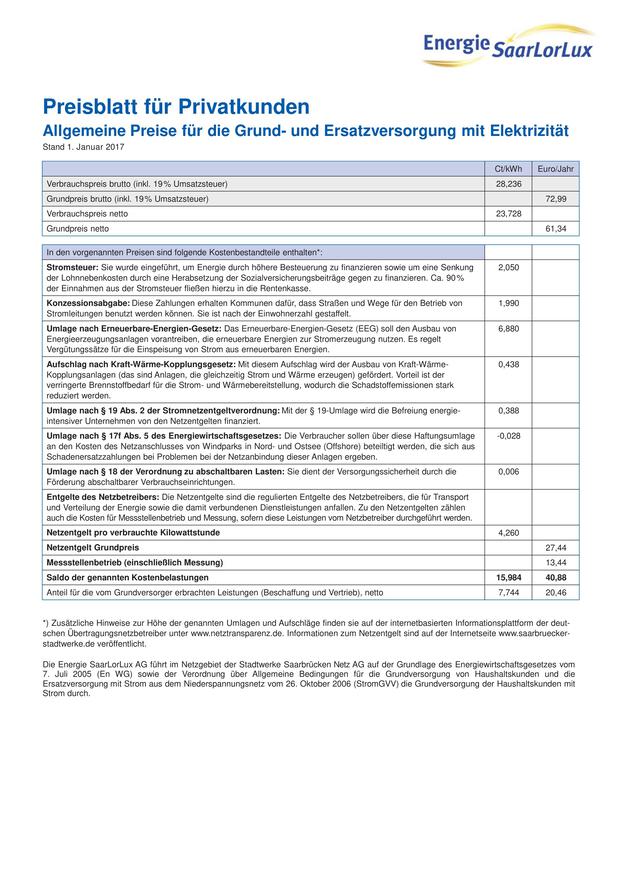 Energie SaarLorLux
Preisblatt für Privatkunden
Allgemeine Preise für die Grund- und Ersatzversorgung mit Elektrizität
Stand 1. Januar 2017
Ct/kWh Euro/Jahr
Verbrauchspreis brutto (inkl. 19% Umsatzsteuer) 28,236
Grundpreis brutto (inkl. 19% Umsatzsteuer) 72,99
Verbrauchspreis netto 23,728
Grundpreis netto 61,34
In den vorgenannten Preisen sind folgende Kostenbestandteile enthalten*:
Stromsteuer: Sie wurde eingeführt, um Energie durch höhere Besteuerung zu finanzieren sowie um eine Senkung 2,050
der Lohnnebenkosten durch eine Herabsetzung der Sozialversicherungsbeiträge gegen zu finanzieren. Ca. 90%
der Einnahmen aus der Stromsteuer fließen hierzu in die Rentenkasse.
Konzessionsabgabe: Diese Zahlungen erhalten Kommunen dafür, dass Straßen und Wege für den Betrieb von 1,990
Stromleitungen benutzt werden können. Sie ist nach der Einwohnerzahl gestaffelt.
Umlage nach Erneuerbare-Energien-Gesetz: Das Erneuerbare-Energien-Gesetz (EEG) soll den Ausbau von 6,880
Energieerzeugungsanlagen vorantreiben, die erneuerbare Energien zur Stromerzeugung nutzen. Es regelt
Vergütungssätze für die Einspeisung von Strom aus erneuerbaren Energien.
Aufschlag nach Kraft-Wärme-Kopplungsgesetz: Mit diesem Aufschlag wird der Ausbau von Kraft-Wärme- 0,438
Kopplungsanlagen (das sind Anlagen, die gleichzeitig Strom und Wärme erzeugen) gefördert. Vorteil ist der
verringerte Brennstoffbedarf für die Strom- und Wärmebereitstellung, wodurch die Schadstoffemissionen stark
reduziert werden.
Umlage nach § 19 Abs. 2 der Stromnetzentgeltverordnung: Mit der § 19-Umlage wird die Befreiung energie- 0,388
intensiver Unternehmen von den Netzentgelten finanziert.
Umlage nach § 17f Abs. 5 des Energiewirtschaftsgesetzes: Die Verbraucher sollen über diese Haftungsumlage -0,028
an den Kosten des Netzanschlusses von Windparks in Nord- und Ostsee (Offshore) beteiligt werden, die sich aus
Schadenersatzzahlungen bei Problemen bei der Netzanbindung dieser Anlagen ergeben.
Umlage nach § 18 der Verordnung zu abschaltbaren Lasten: Sie dient der Versorgungssicherheit durch die 0,006
Förderung abschaltbarer Verbrauchseinrichtungen.
Entgelte des Netzbetreibers: Die Netzentgelte sind die regulierten Entgelte des Netzbetreibers, die für Transport
und Verteilung der Energie sowie die damit verbundenen Dienstleistungen anfallen. Zu den Netzentgelten zählen
auch die Kosten für Messstellenbetrieb und Messung, sofern diese Leistungen vom Netzbetreiber durchgeführt werden.
Netzentgelt pro verbrauchte Kilowattstunde 4,260
Netzentgelt Grundpreis 27,44
Messstellenbetrieb (einschließlich Messung) 13,44
Saldo der genannten Kostenbelastungen 15,984 40,88
Anteil für die vom Grundversorger erbrachten Leistungen (Beschaffung und Vertrieb), netto 7,744 20,46
*) Zusätzliche Hinweise zur Höhe der genannten Umlagen und Aufschläge finden sie auf der internetbasierten Informationsplattform der deut-
schen Übertragungsnetzbetreiber unter www.netztransparenz.de. Informationen zum Netzentgelt sind auf der Internetseite www.saarbruecker-
stadtwerke.de veröffentlicht.
Die Energie SaarLorLux AG führt im Netzgebiet der Stadtwerke Saarbrücken Netz AG auf der Grundlage des Energiewirtschaftsgesetzes vom
7. Juli 2005 (En WG) sowie der Verordnung über Allgemeine Bedingungen für die Grundversorgung von Haushaltskunden und die
Ersatzversorgung mit Strom aus dem Niederspannungsnetz vom 26. Oktober 2006 (StromGVV) die Grundversorgung der Haushaltskunden mit
Strom durch.